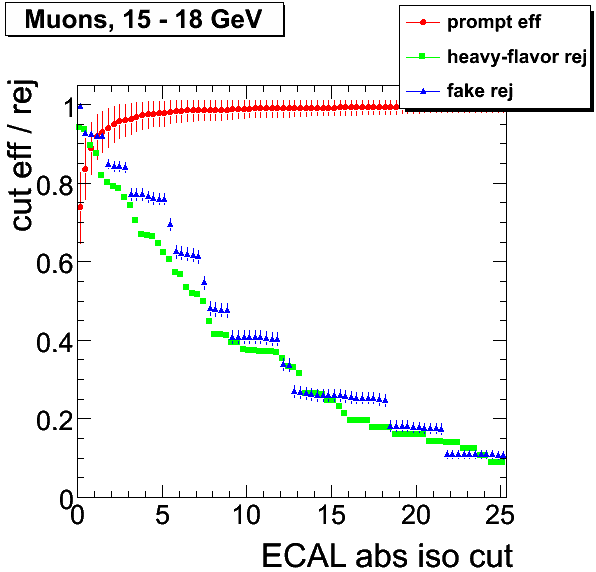 Muons, 15 - 18 GeV
prompt eff
heavy-flavor rej
fake rej
cut eff / rej
1
0.8
0.6
0.4
0.2
0
0 5 10 15 20 25
ECAL abs iso cut